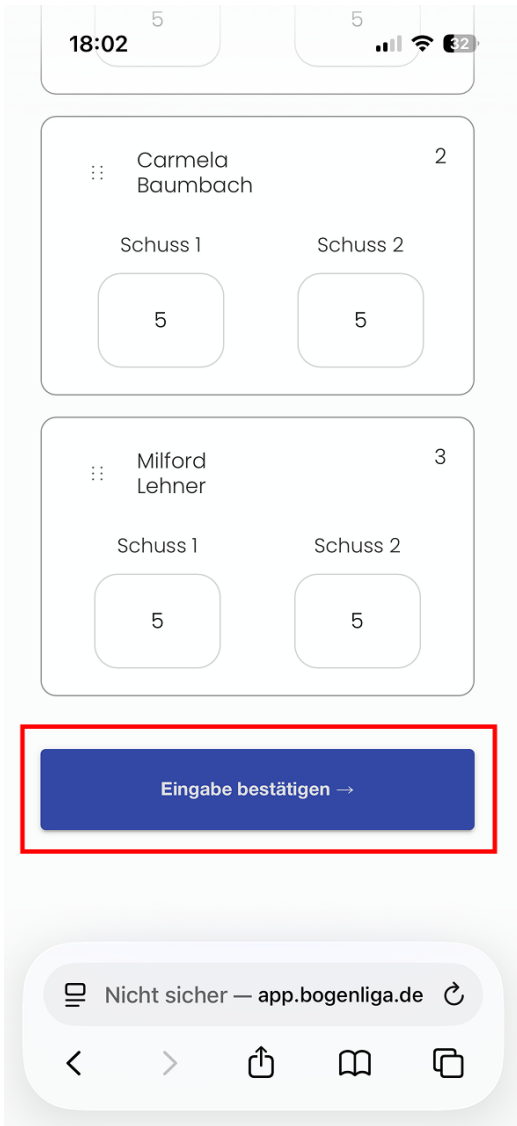 5 5
18:02 32
Carmela 2
Baumbach
Schuss 1 Schuss 2
5 5
Milford 3
Lehner
Schuss 1 Schuss 2
5 5
Eingabe bestätigen →
Nicht sicher — app.bogenliga.de